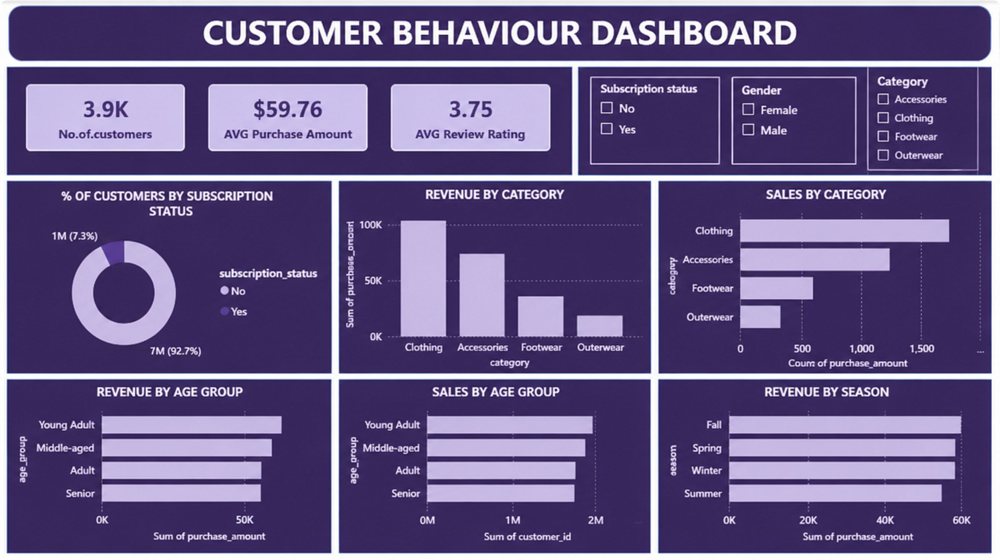 CUSTOMER BEHAVIOUR DASHBOARD
3.9K
No.of.customers
$59.76
AVG Purchase Amount
3.75
AVG Review Rating
Subscription status
No
Yes
Gender
Female
Male
Category
Accessories
Clothing
Footwear
Outerwear
% OF CUSTOMERS BY SUBSCRIPTION
STATUS
1M (7.3%)
7M (92.7%)
subscription_status
No
Yes
REVENUE BY CATEGORY
Sum of
100K
50K
0K
Clothing
Accessories
Footwear
Outerwear
category
SALES BY CATEGORY
Clothing
Accessories
Footwear
Outerwear
0
500
1,000
1,500
...
of purchase_amount
REVENUE BY AGE GROUP
age_group
Young Adult
Middle-aged
Adult
Senior
0K
50K
Sum of purchase_amount
SALES BY AGE GROUP
age_group
Young Adult
Middle-aged
Adult
Senior
0M
1M
2M
Sum of customer_id
REVENUE BY SEASON
season
Fall
Spring
Winter
Summer
0K
20K
40K
60K
Sum of purchase_amount